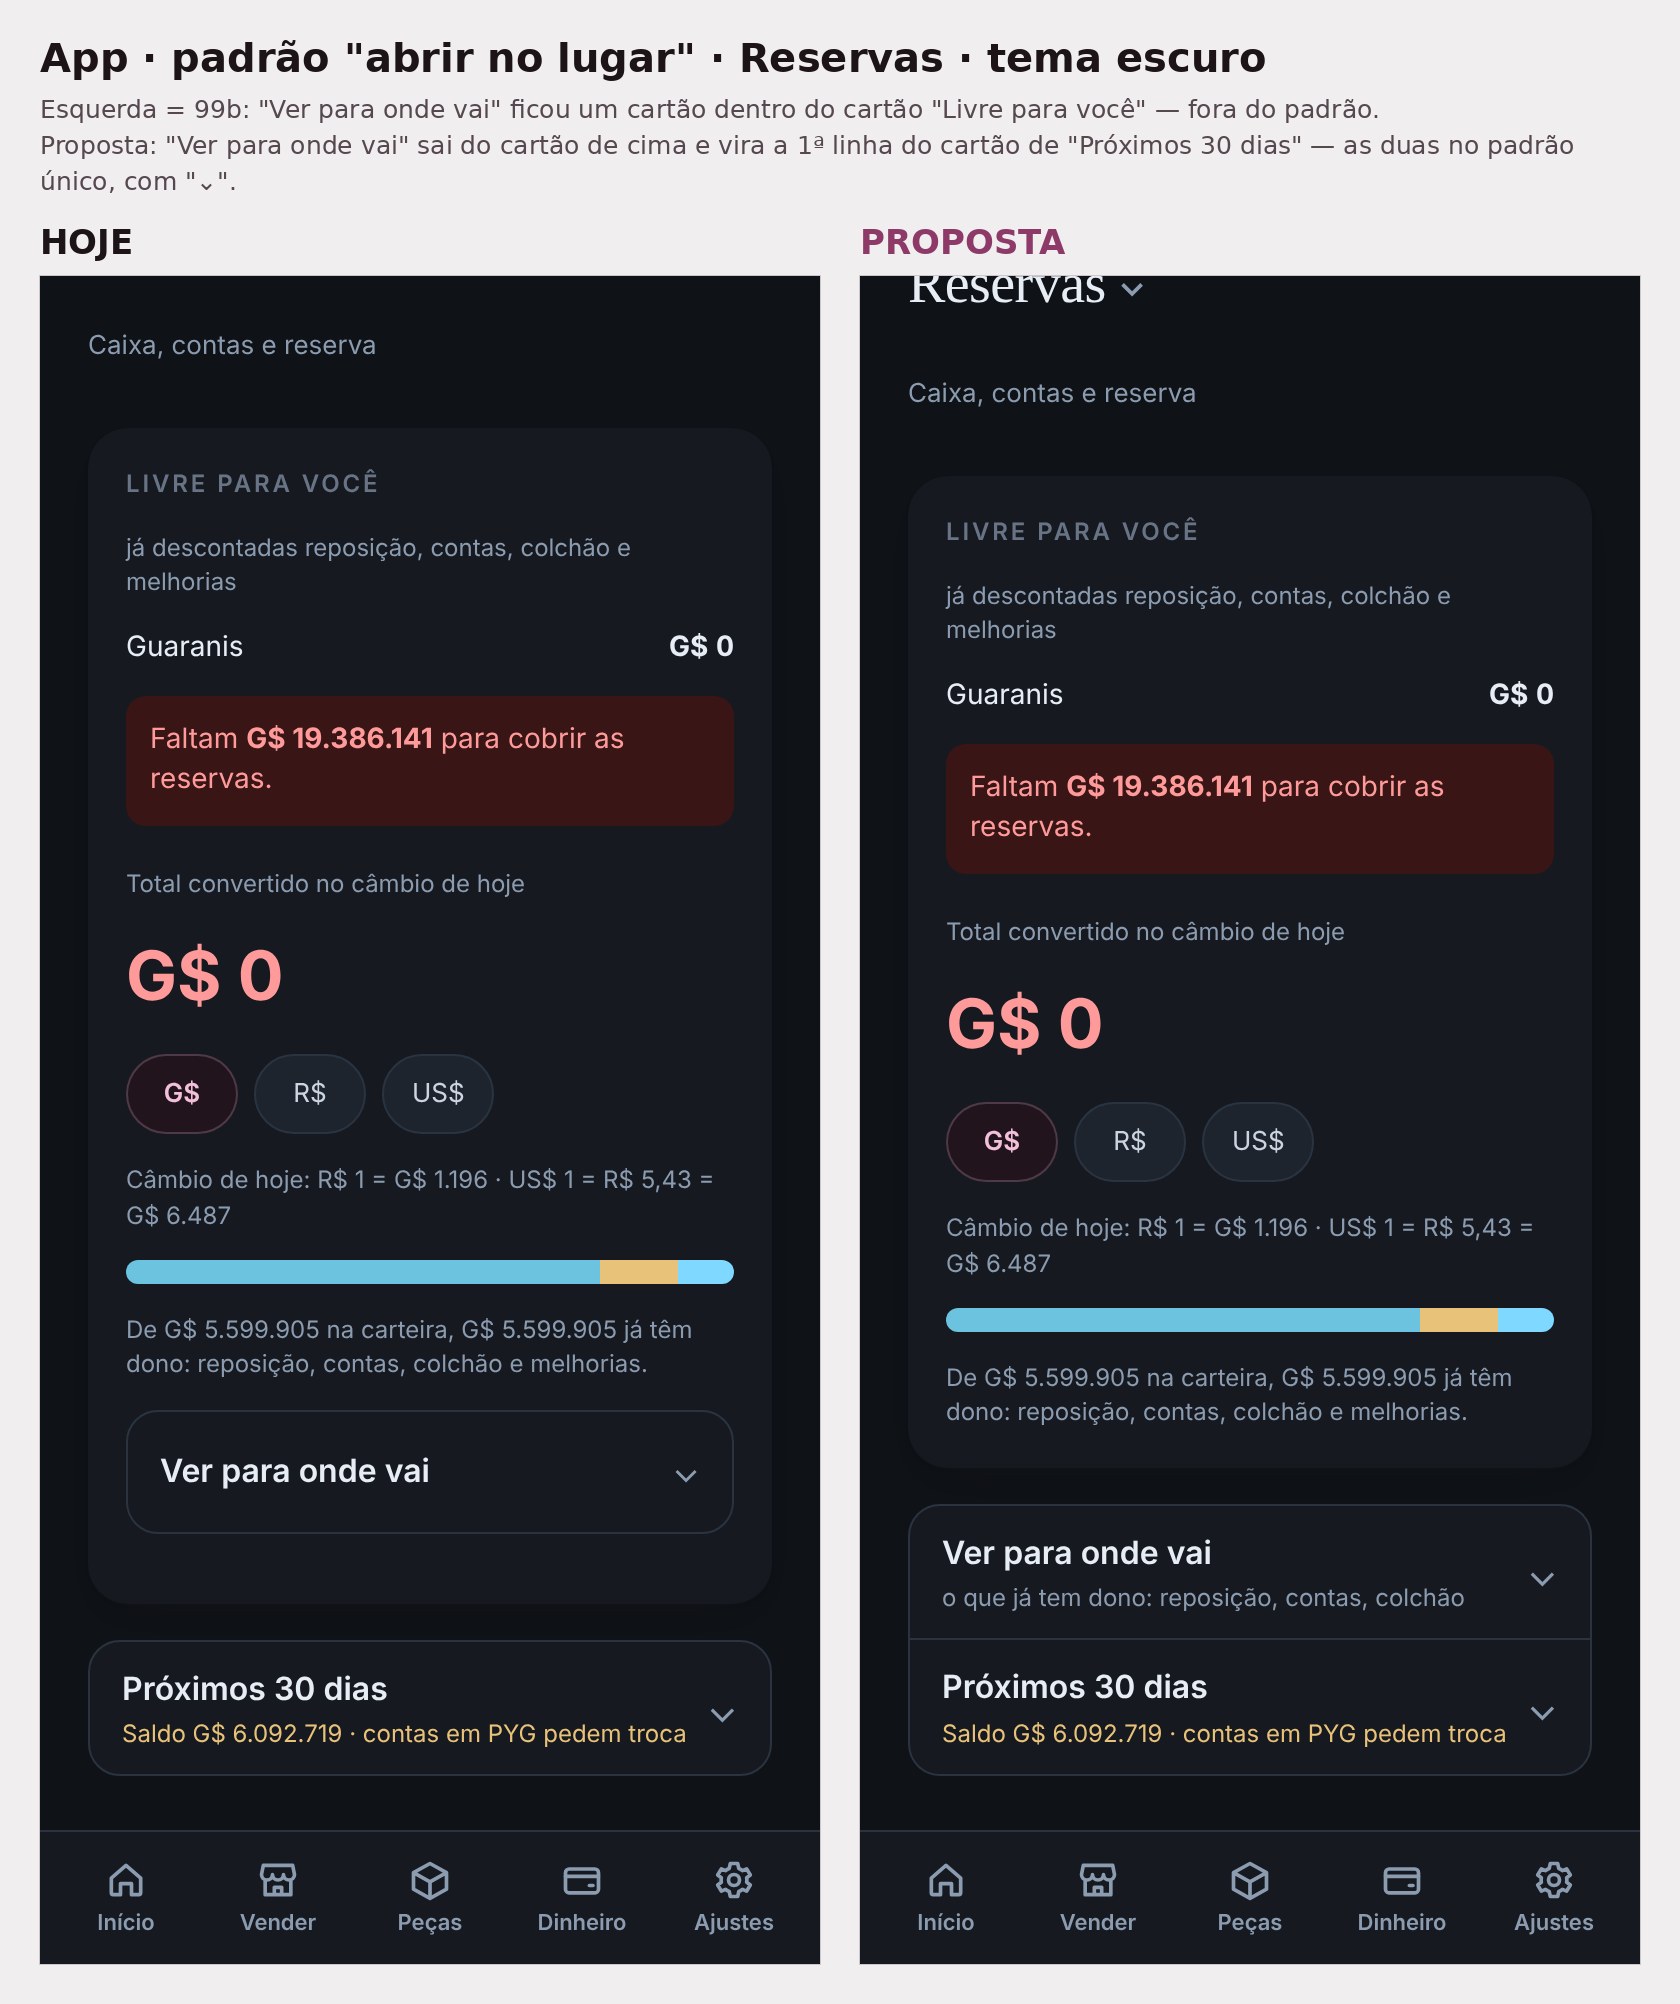 App · padrão "abrir no lugar" · Reservas · tema escuro
Esquerda = 99b: "Ver para onde vai" ficou um cartão dentro do cartão "Livre para você" — fora do padrão.
Proposta: "Ver para onde vai" sai do cartão de cima e vira a 1ª linha do cartão de "Próximos 30 dias" — as duas no padrão
único, com "⌄".
HOJE
Caixa, contas e reserva
LIVRE PARA VOCÊ
já descontadas reposição, contas, colchão e
melhorias
Guaranis G$ 0
Faltam G$ 19.386.141 para cobrir as
reservas.
Total convertido no câmbio de hoje
G$ 0
G$ R$ US$
Câmbio de hoje: R$ 1 = G$ 1.196 · US$ 1 = R$ 5,43 =
G$ 6.487
De G$ 5.599.905 na carteira, G$ 5.599.905 já têm
dono: reposição, contas, colchão e melhorias.
Ver para onde vai
Próximos 30 dias
Saldo G$ 6.092.719 · contas em PYG pedem troca
Início Vender Peças Dinheiro Ajustes
PROPOSTA
Reservas
Caixa, contas e reserva
LIVRE PARA VOCÊ
já descontadas reposição, contas, colchão e
melhorias
Guaranis G$ 0
Faltam G$ 19.386.141 para cobrir as
reservas.
Total convertido no câmbio de hoje
G$ 0
G$ R$ US$
Câmbio de hoje: R$ 1 = G$ 1.196 · US$ 1 = R$ 5,43 =
G$ 6.487
De G$ 5.599.905 na carteira, G$ 5.599.905 já têm
dono: reposição, contas, colchão e melhorias.
Ver para onde vai
o que já tem dono: reposição, contas, colchão
Próximos 30 dias
Saldo G$ 6.092.719 · contas em PYG pedem troca
Início Vender Peças Dinheiro Ajustes